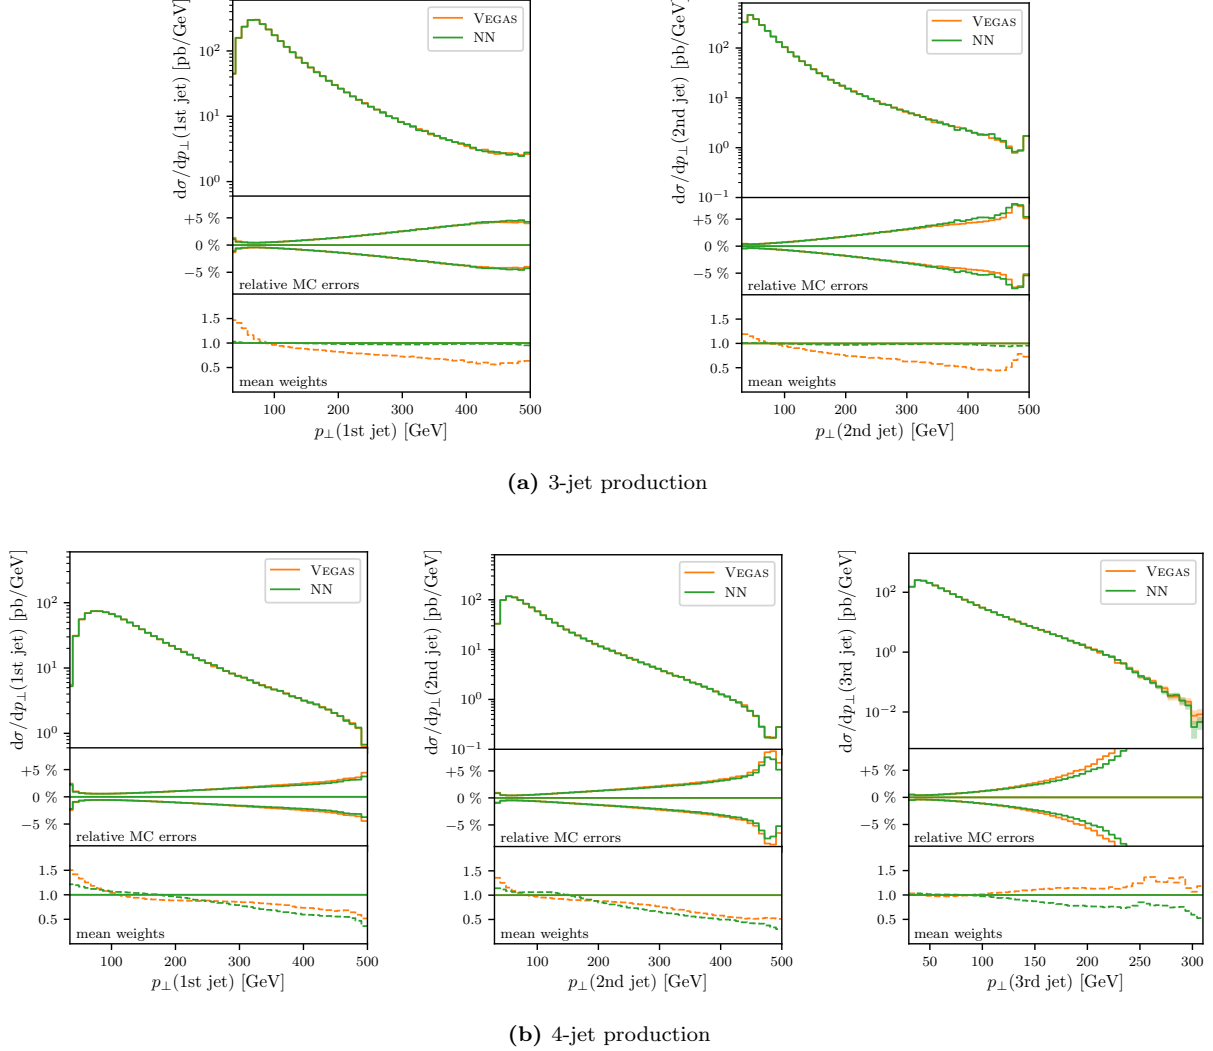 dσ/dp⊥(1st jet) [pb/GeV]
10²
10¹
10⁰
VEGAS
NN
+5 %
0 %
−5 %
relative MC errors
1.5
1.0
0.5
mean weights
100 200 300 400 500
p⊥(1st jet) [GeV]
dσ/dp⊥(2nd jet) [pb/GeV]
10²
10¹
10⁰
10⁻¹
VEGAS
NN
+5 %
0 %
−5 %
relative MC errors
1.5
1.0
0.5
mean weights
100 200 300 400 500
p⊥(2nd jet) [GeV]
(a) 3-jet production
dσ/dp⊥(1st jet) [pb/GeV]
10²
10¹
10⁰
VEGAS
NN
+5 %
0 %
−5 %
relative MC errors
1.5
1.0
0.5
mean weights
100 200 300 400 500
p⊥(1st jet) [GeV]
dσ/dp⊥(2nd jet) [pb/GeV]
10²
10¹
10⁰
10⁻¹
VEGAS
NN
+5 %
0 %
−5 %
relative MC errors
1.5
1.0
0.5
mean weights
100 200 300 400 500
p⊥(2nd jet) [GeV]
dσ/dp⊥(3rd jet) [pb/GeV]
10²
10⁰
10⁻²
VEGAS
NN
+5 %
0 %
−5 %
relative MC errors
1.5
1.0
0.5
mean weights
50 100 150 200 250 300
p⊥(3rd jet) [GeV]
(b) 4-jet production